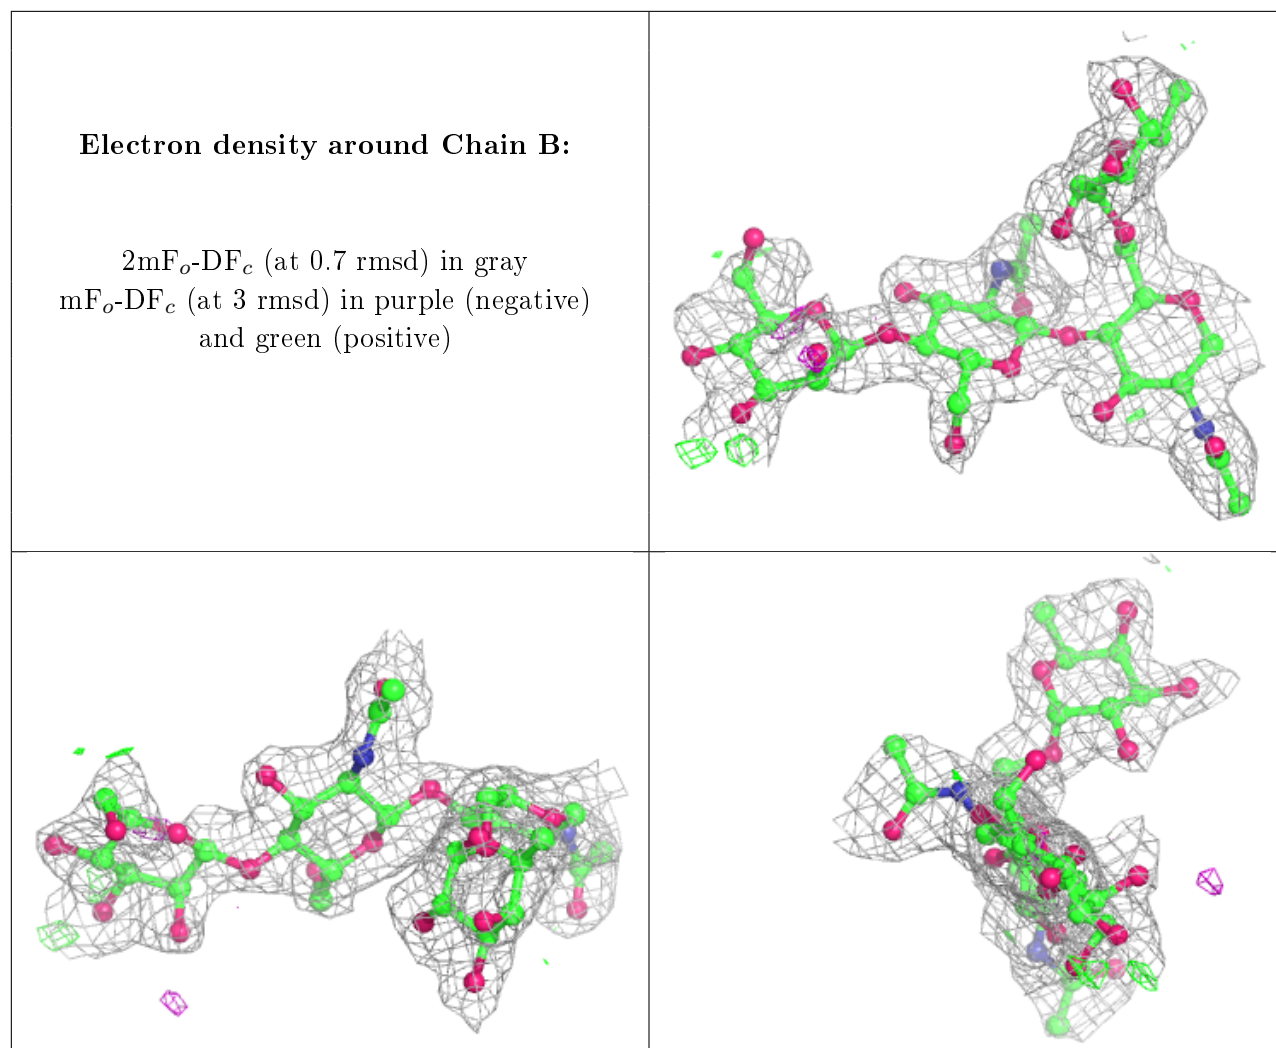 Electron density around Chain B:
2mFo-DFc (at 0.7 rmsd) in gray
mFo-DFc (at 3 rmsd) in purple (negative)
and green (positive)